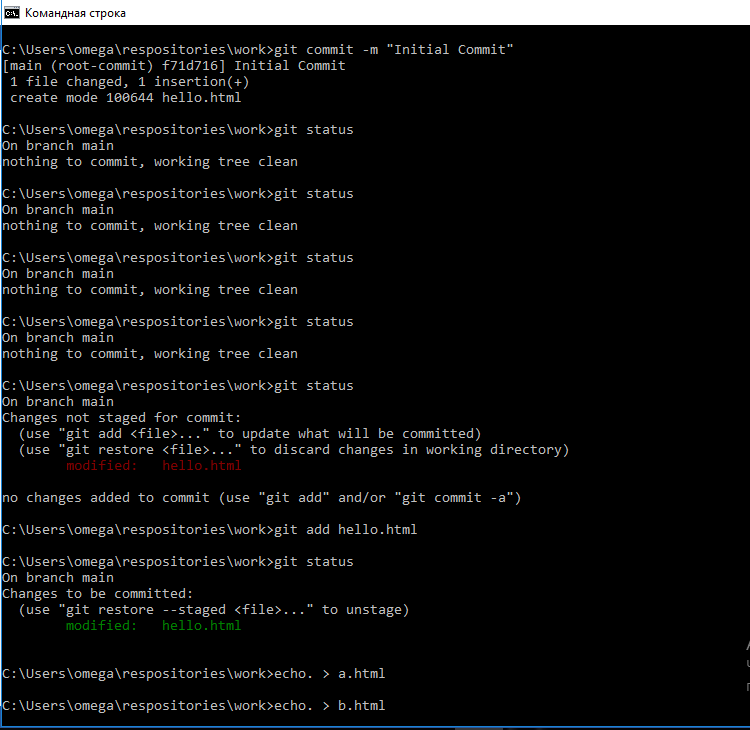 Командная строка
C:\Users\omega\respositories\work>git commit -m "Initial Commit"
[main (root-commit) f71d716] Initial Commit
 1 file changed, 1 insertion(+)
 create mode 100644 hello.html
C:\Users\omega\respositories\work>git status
On branch main
nothing to commit, working tree clean
C:\Users\omega\respositories\work>git status
On branch main
nothing to commit, working tree clean
C:\Users\omega\respositories\work>git status
On branch main
nothing to commit, working tree clean
C:\Users\omega\respositories\work>git status
On branch main
nothing to commit, working tree clean
C:\Users\omega\respositories\work>git status
On branch main
Changes not staged for commit:
  (use "git add <file>..." to update what will be committed)
  (use "git restore <file>..." to discard changes in working directory)
        modified:   hello.html
no changes added to commit (use "git add" and/or "git commit -a")
C:\Users\omega\respositories\work>git add hello.html
C:\Users\omega\respositories\work>git status
On branch main
Changes to be committed:
  (use "git restore --staged <file>..." to unstage)
        modified:   hello.html
C:\Users\omega\respositories\work>echo. > a.html
C:\Users\omega\respositories\work>echo. > b.html